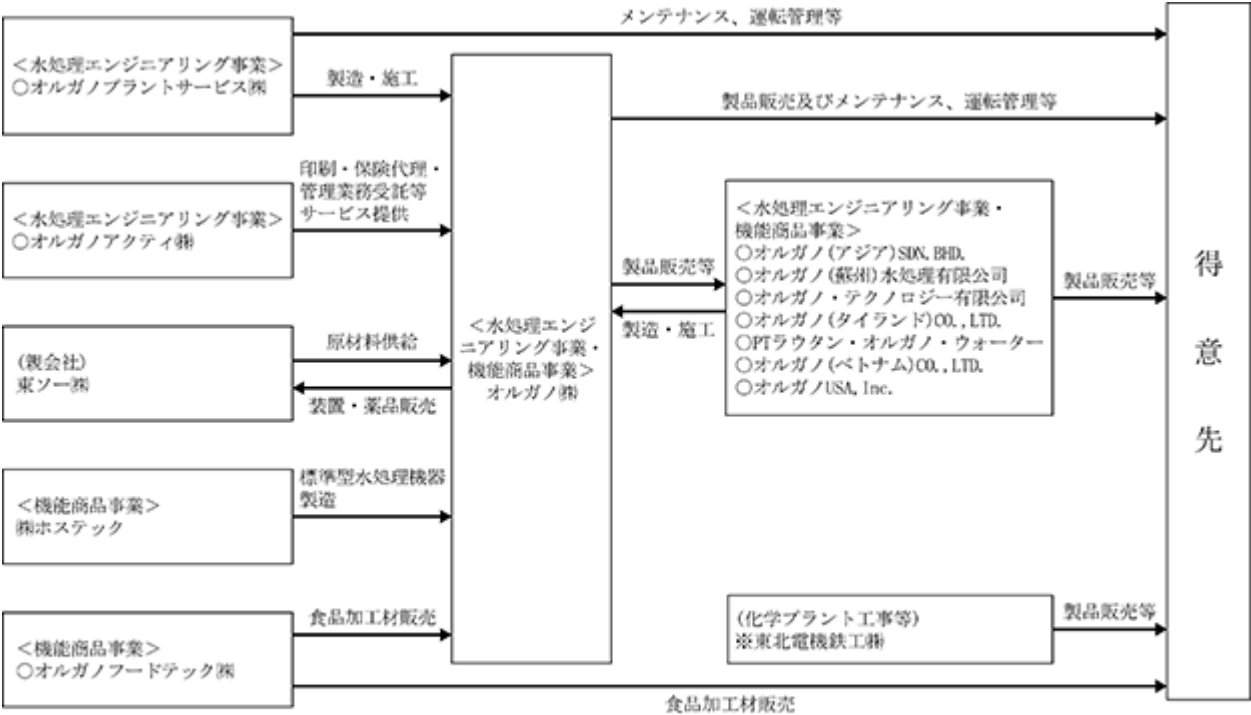 メンテナンス、運転管理等
＜水処理エンジニアリング事業＞
○オルガノプラントサービス㈱
製造・施工
製品販売及びメンテナンス、運転管理等
印刷・保険代理・
管理業務受託等
サービス提供
＜水処理エンジニアリング事業＞
○オルガノアクティ㈱
(親会社)
東ソー㈱
原材料供給
装置・薬品販売
＜機能商品事業＞
㈱ホステック
標準型水処理機器
製造
＜機能商品事業＞
○オルガノフードテック㈱
食品加工材販売
＜水処理エンジ
ニアリング事業・
機能商品事業＞
オルガノ㈱
製品販売等
製造・施工
＜水処理エンジニアリング事業・
機能商品事業＞
○オルガノ(アジア)SDN.BHD.
○オルガノ(蘇州)水処理有限公司
○オルガノ・テクノロジー有限公司
○オルガノ(タイランド)CO.,LTD.
○PTラウタン・オルガノ・ウォーター
○オルガノ(ベトナム)CO.,LTD.
○オルガノUSA, Inc.
製品販売等
(化学プラント工事等)
※東北電機鉄工㈱
製品販売等
食品加工材販売
得意先